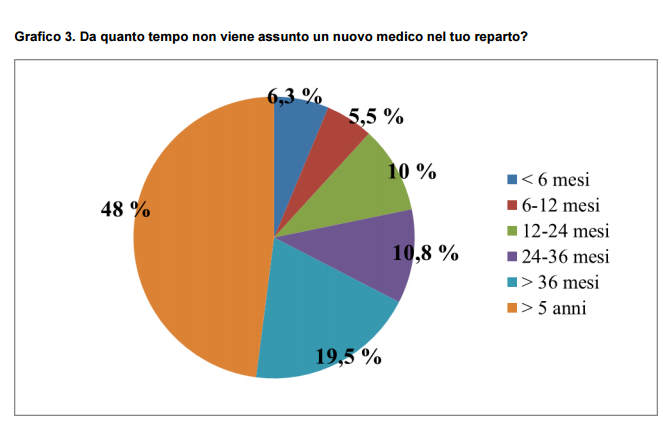 Grafico 3. Da quanto tempo non viene assunto un nuovo medico nel tuo reparto?
6,3 %
5,5 %
10 %
48 %
10,8 %
19,5 %
< 6 mesi
6-12 mesi
12-24 mesi
24-36 mesi
> 36 mesi
> 5 anni